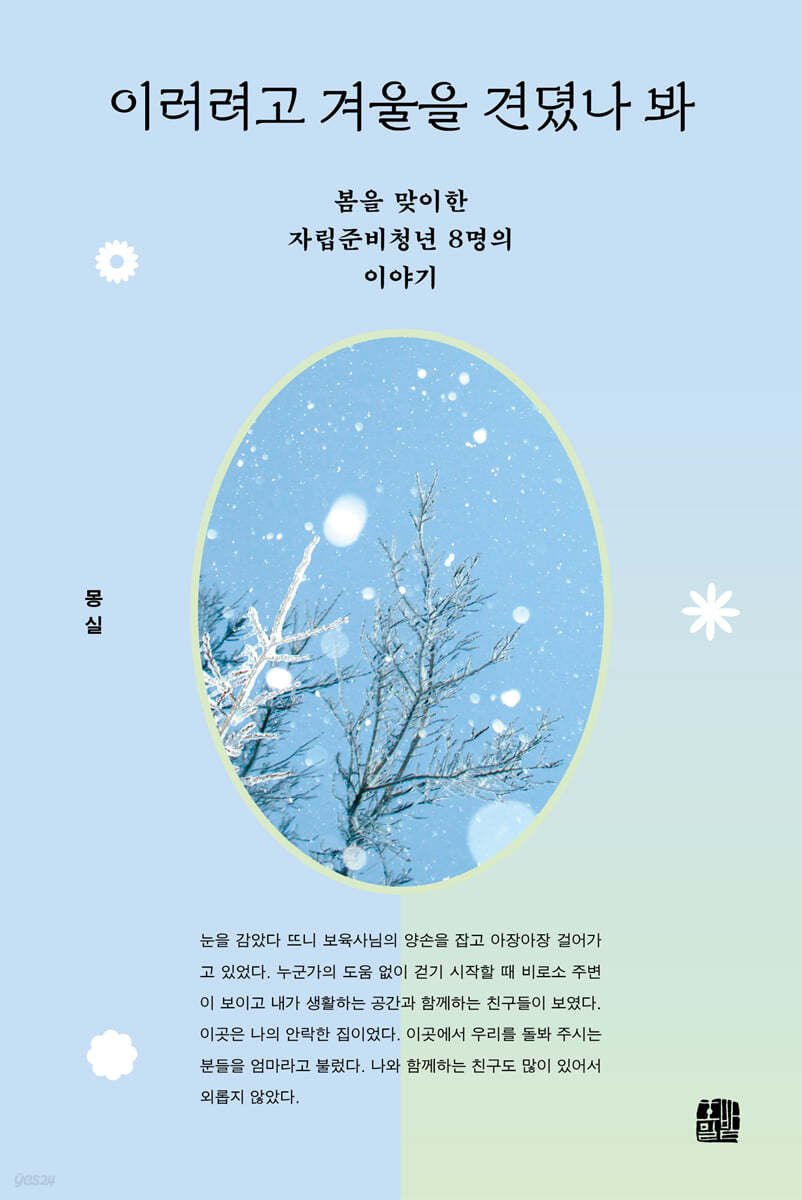 이러려고 겨울을 견뎠나 봐
봄을 맞이한
자립준비청년 8명의
이야기
몽
실
눈을 감았다 뜨니 보육사님의 양손을 잡고 아장아장 걸어가
고 있었다. 누군가의 도움 없이 걷기 시작할 때 비로소 주변
이 보이고 내가 생활하는 공간과 함께하는 친구들이 보였다.
이곳은 나의 안락한 집이었다. 이곳에서 우리를 돌봐 주시는
분들을 엄마라고 불렀다. 나와 함께하는 친구도 많이 있어서
외롭지 않았다.
yes24